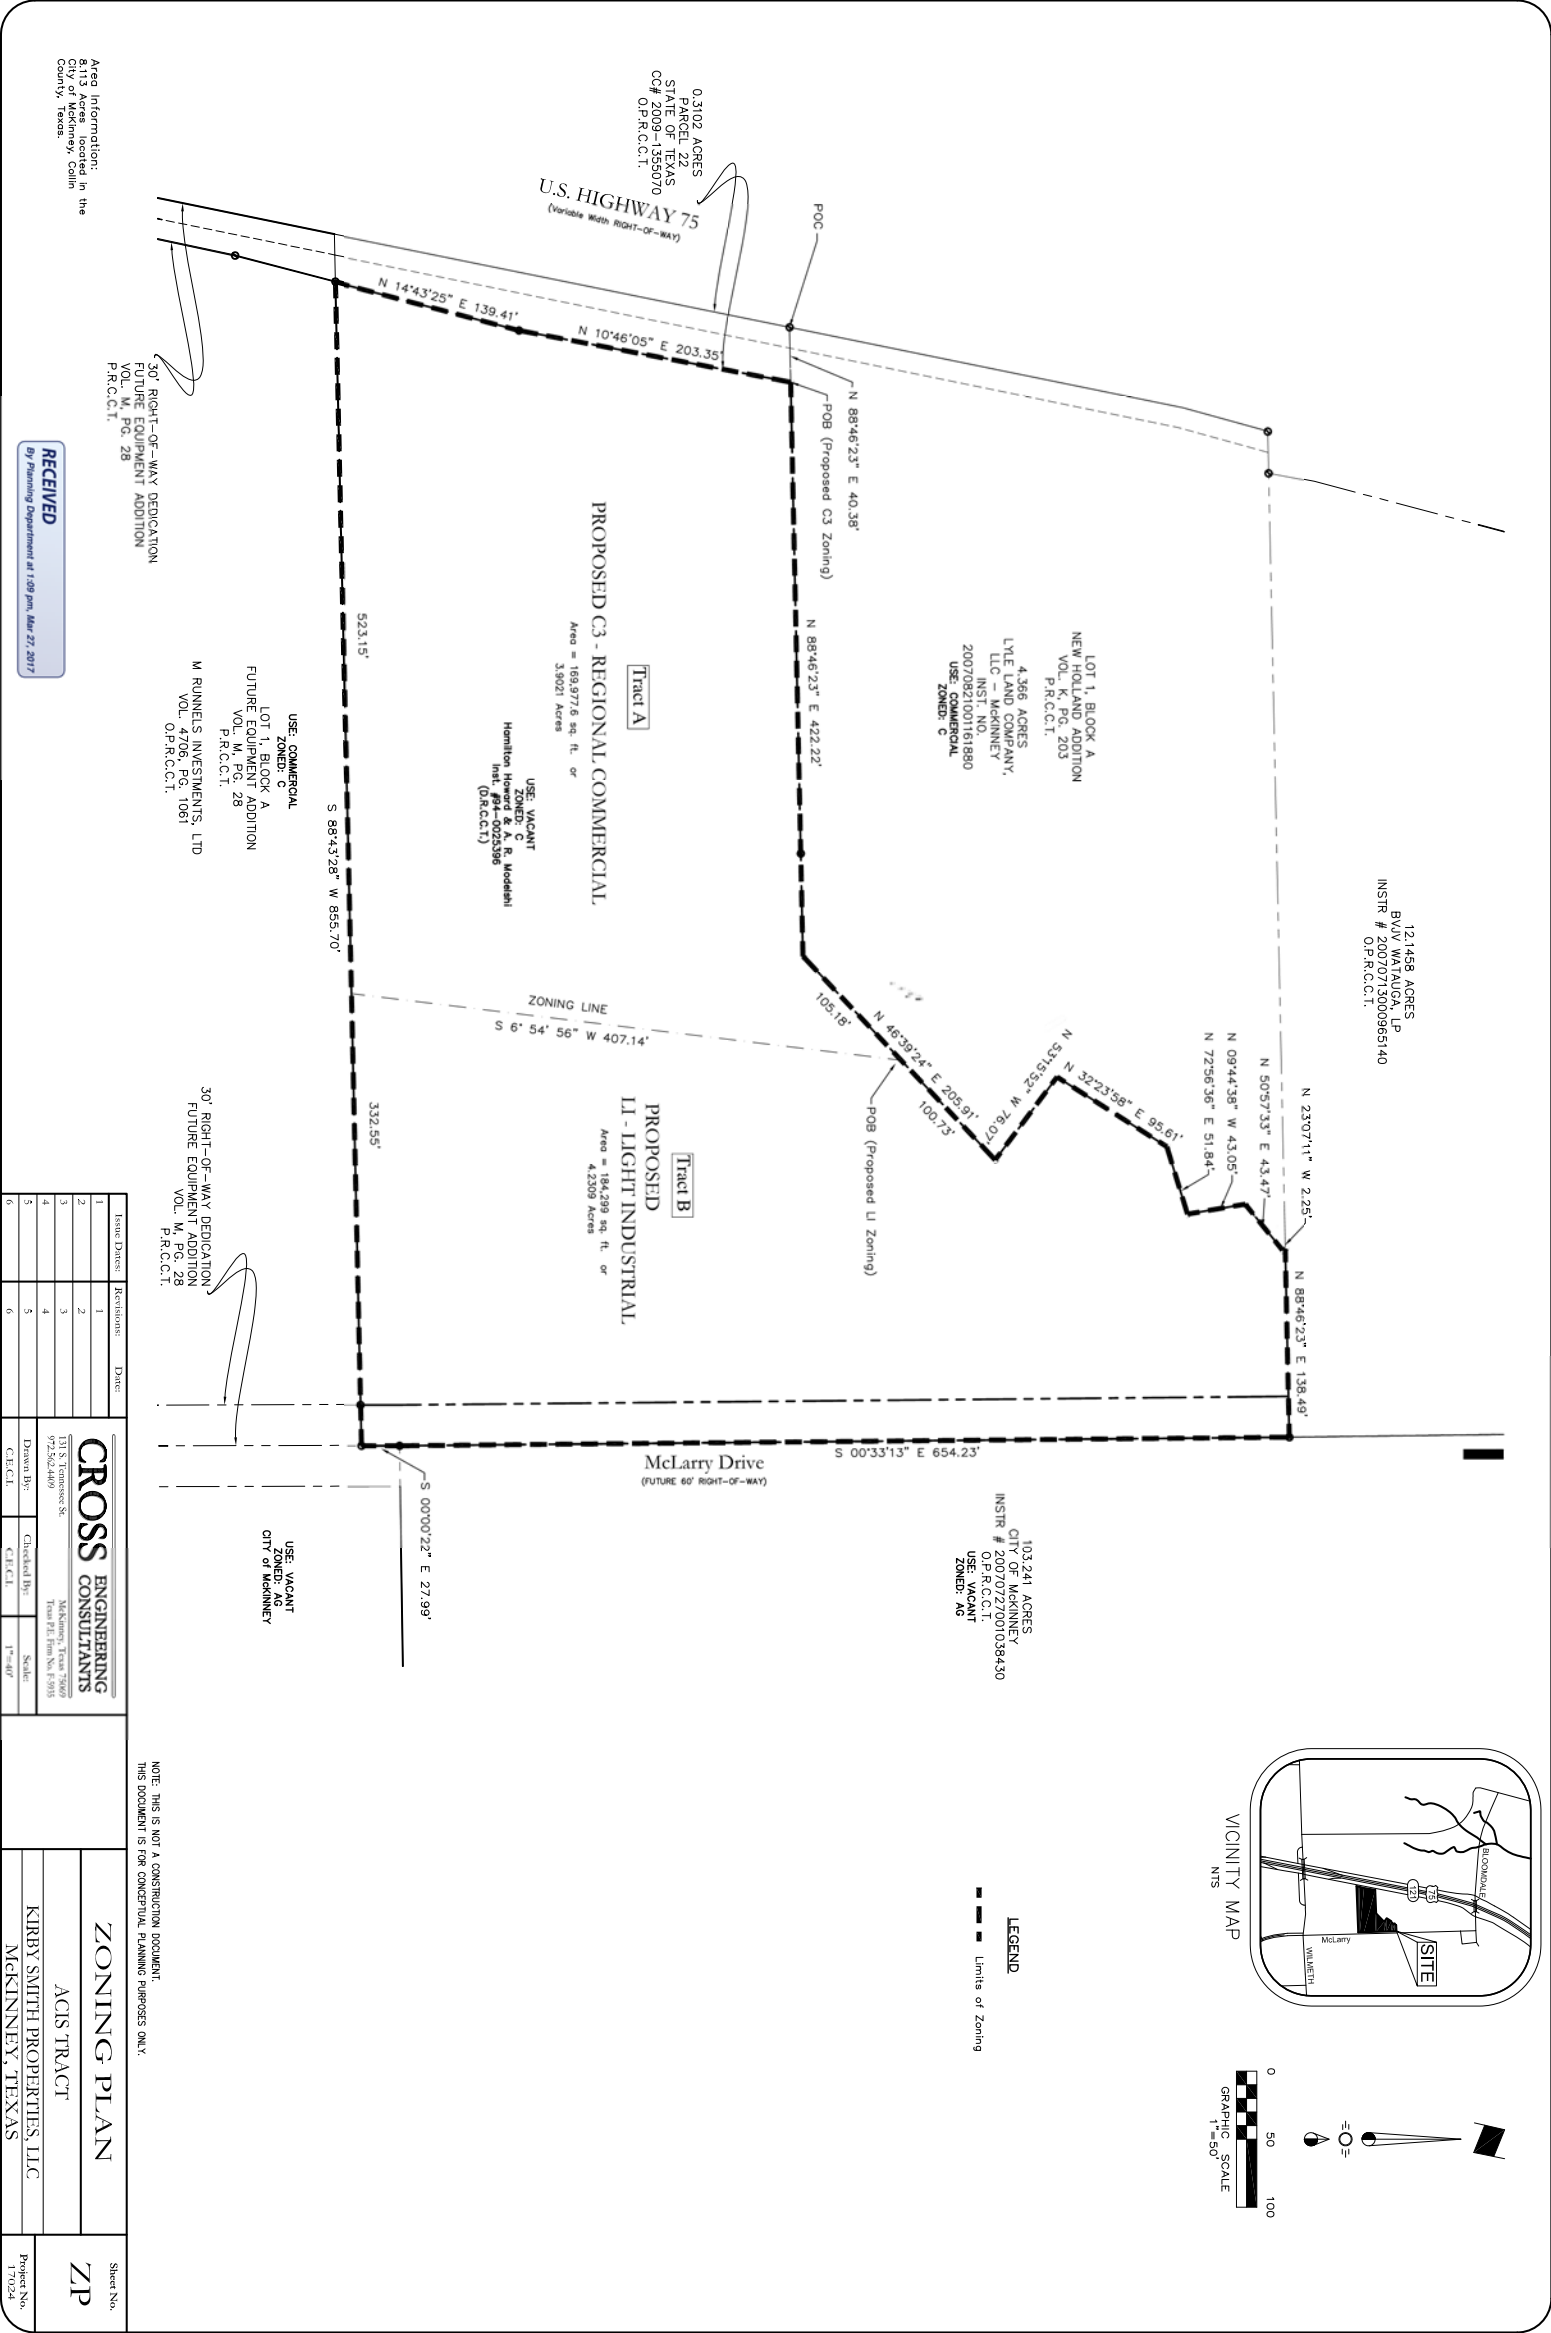 12.1458 ACRES
BVJV WATAUGA, LP
INSTR # 20070713000965140
O.P.R.C.C.T.
N 23°07'11" W 2.25'
N 50°57'33" E 43.47'
N 09°44'38" W 43.05'
N 72°56'36" E 51.84'
N 32°23'58" E 95.61'
N 53°15'52" W 76.07'
N 88°46'23" E 138.49'
LOT 1, BLOCK A
NEW HOLLAND ADDITION
VOL. K, PG. 203
P.R.C.C.T.
4.366 ACRES
LYLE LAND COMPANY,
LLC - McKINNEY
INST. NO.
20070821001161880
USE: COMMERCIAL
ZONED: C
POC
N 88°46'23" E 40.38'
POB (Proposed C3 Zoning)
N 88°46'23" E 422.22'
105.18'
N 46°39'24" E 205.91'
100.73'
POB (Proposed LI Zoning)
0.3102 ACRES
PARCEL 22
STATE OF TEXAS
CC# 2009-1355070
O.P.R.C.C.T.
U.S. HIGHWAY 75
(Variable Width RIGHT-OF-WAY)
N 10°46'05" E 203.35'
N 14°43'25" E 139.41'
Tract A
PROPOSED C3 - REGIONAL COMMERCIAL
Area = 169,977.6 sq. ft. or
3.9021 Acres
USE: VACANT
ZONED: C
Hamilton Howard & A. R. Modelshi
Inst. #94-0025396
(D.R.C.C.T.)
ZONING LINE
S 6° 54' 56" W 407.14'
Tract B
PROPOSED
LI - LIGHT INDUSTRIAL
Area = 184,299 sq. ft. or
4.2309 Acres
523.15'
332.55'
S 88°43'28" W 855.70'
S 00°33'13" E 654.23'
McLarry Drive
(FUTURE 60' RIGHT-OF-WAY)
S 00°00'22" E 27.99'
103.241 ACRES
CITY OF McKINNEY
INSTR # 20070727001038430
O.P.R.C.C.T.
USE: VACANT
ZONED: AG
USE: VACANT
ZONED: AG
CITY of McKINNEY
USE: COMMERCIAL
ZONED: C
LOT 1, BLOCK A
FUTURE EQUIPMENT ADDITION
VOL. M, PG. 28
P.R.C.C.T.
M RUNNELS INVESTMENTS, LTD
VOL. 4706, PG. 1061
O.P.R.C.C.T.
30' RIGHT-OF-WAY DEDICATION
FUTURE EQUIPMENT ADDITION
VOL. M, PG. 28
P.R.C.C.T.
30' RIGHT-OF-WAY DEDICATION
FUTURE EQUIPMENT ADDITION
VOL. M, PG. 28
P.R.C.C.T.
Area Information:
8.113 Acres located in the
City of McKinney, Collin
County, Texas.
RECEIVED
By Planning Department at 1:09 pm, Mar 27, 2017
BLOOMDALE
75
121
McLarry
WILMETH
SITE
VICINITY MAP
NTS
0 50 100
GRAPHIC SCALE
1"=50'
LEGEND
Limits of Zoning
NOTE: THIS IS NOT A CONSTRUCTION DOCUMENT.
THIS DOCUMENT IS FOR CONCEPTUAL PLANNING PURPOSES ONLY.
Issue Dates: Revisions: Date:
1 1
2 2
3 3
4 4
5 5
6 6
CROSS ENGINEERING
CONSULTANTS
131 S. Tennessee St. McKinney, Texas 75069
972.562.4409 Texas P.E. Firm No. F-5935
Drawn By: Checked By: Scale:
C.E.C.I. C.E.C.I. 1"=40'
ZONING PLAN
ACIS TRACT
KIRBY SMITH PROPERTIES, LLC
McKINNEY, TEXAS
Sheet No.
ZP
Project No.
17024